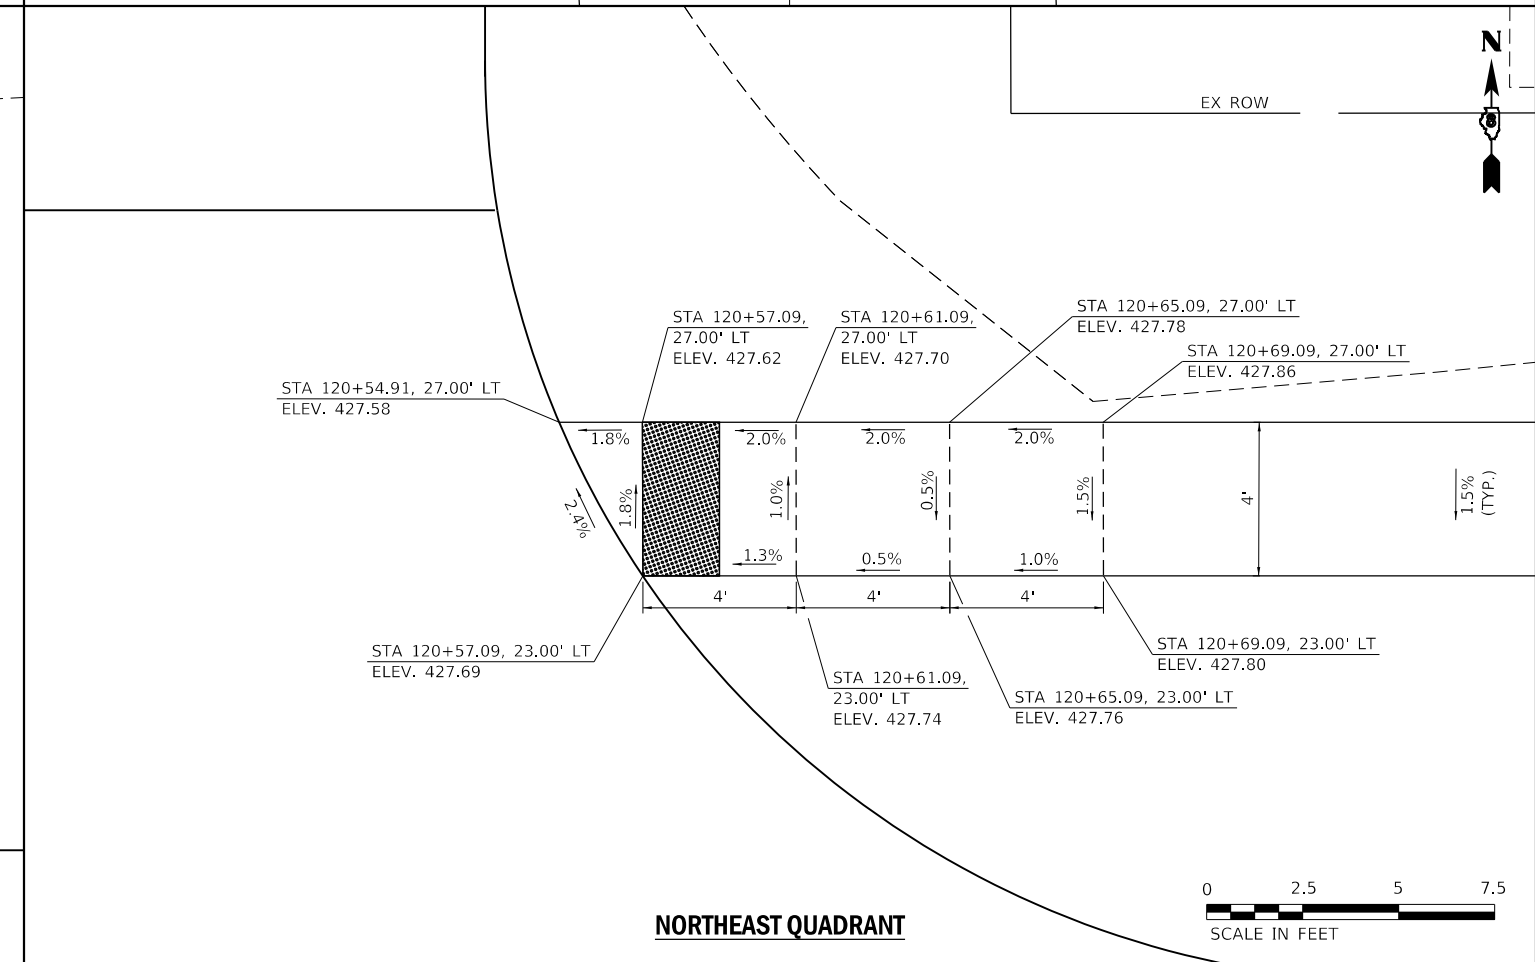 N
8
EX ROW
STA 120+57.09,
27.00' LT
ELEV. 427.62
STA 120+61.09,
27.00' LT
ELEV. 427.70
STA 120+65.09, 27.00' LT
ELEV. 427.78
STA 120+69.09, 27.00' LT
ELEV. 427.86
STA 120+54.91, 27.00' LT
ELEV. 427.58
1.8%
2.0%
2.0%
2.0%
2.4%
1.8%
1.0%
0.5%
1.5%
4'
1.5%
(TYP.)
1.3%
0.5%
1.0%
4'
4'
4'
STA 120+57.09, 23.00' LT
ELEV. 427.69
STA 120+61.09,
23.00' LT
ELEV. 427.74
STA 120+65.09, 23.00' LT
ELEV. 427.76
STA 120+69.09, 23.00' LT
ELEV. 427.80
0 2.5 5 7.5
SCALE IN FEET
NORTHEAST QUADRANT